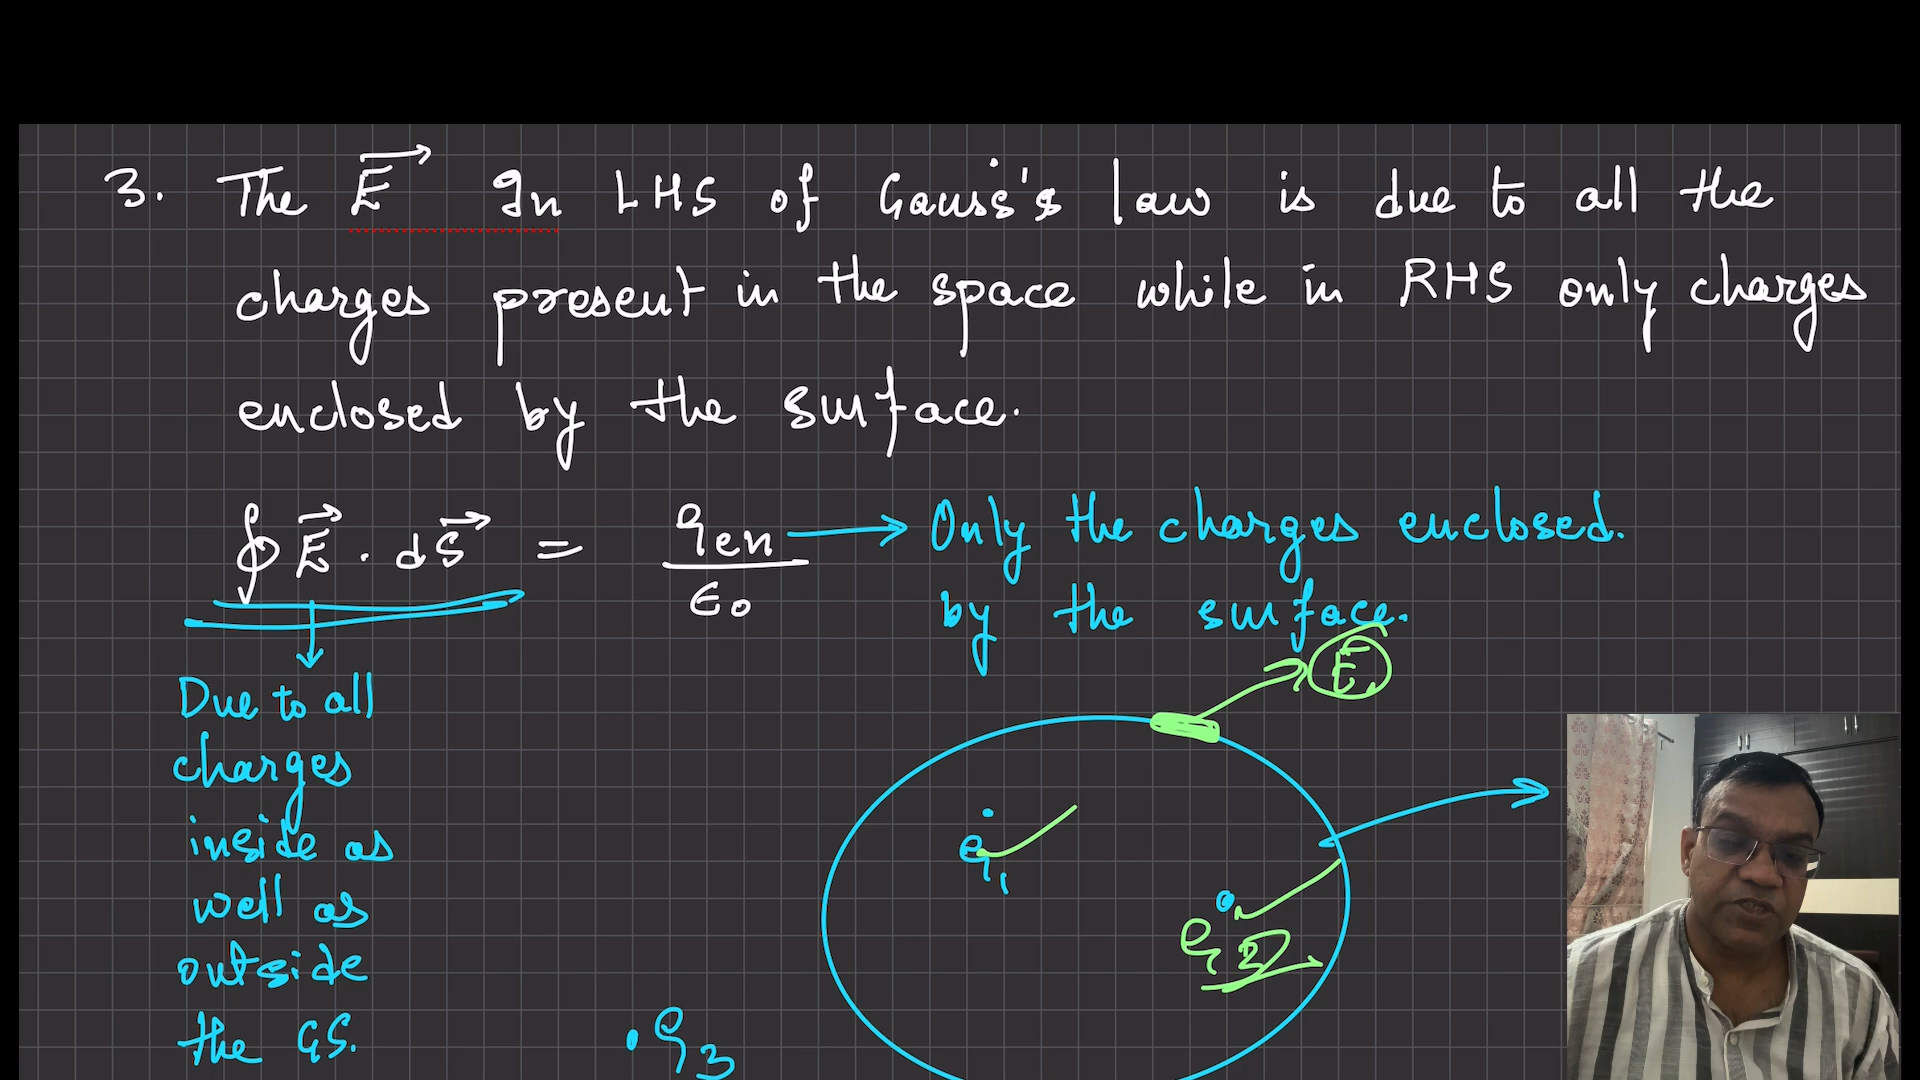 3. The E⃗ In LHS of Gauss's law is due to all the
charges present in the space while in RHS only charges
enclosed by the surface.
∮ E⃗ . dS⃗ = qen/ϵ0 → Only the charges enclosed.
by the surface.
E
Due to all
charges
inside as
well as
outside
the GS.
q1
q2
.q3